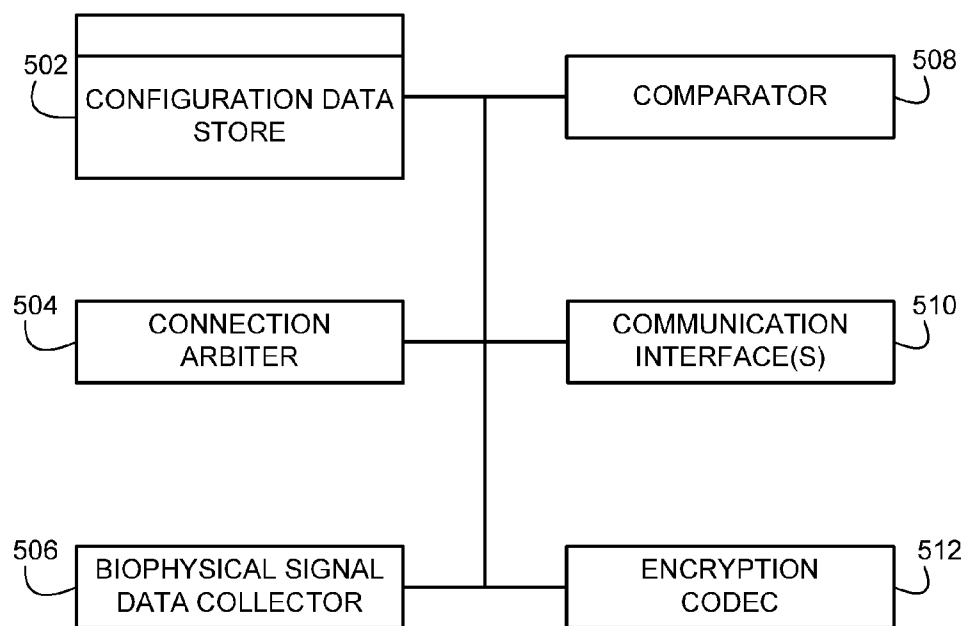 502
CONFIGURATION DATA
STORE
508
COMPARATOR
504
CONNECTION
ARBITER
510
COMMUNICATION
INTERFACE(S)
506
BIOPHYSICAL SIGNAL
DATA COLLECTOR
512
ENCRYPTION
CODEC